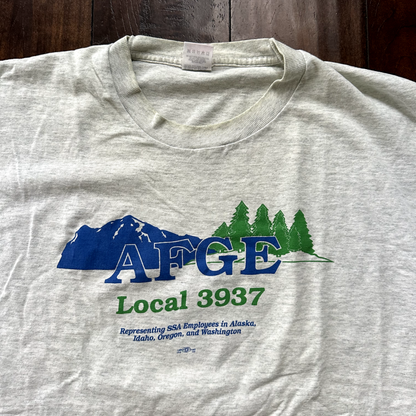 AFGE
Local 3937
Representing SSA Employees in Alaska,
Idaho, Oregon, and Washington